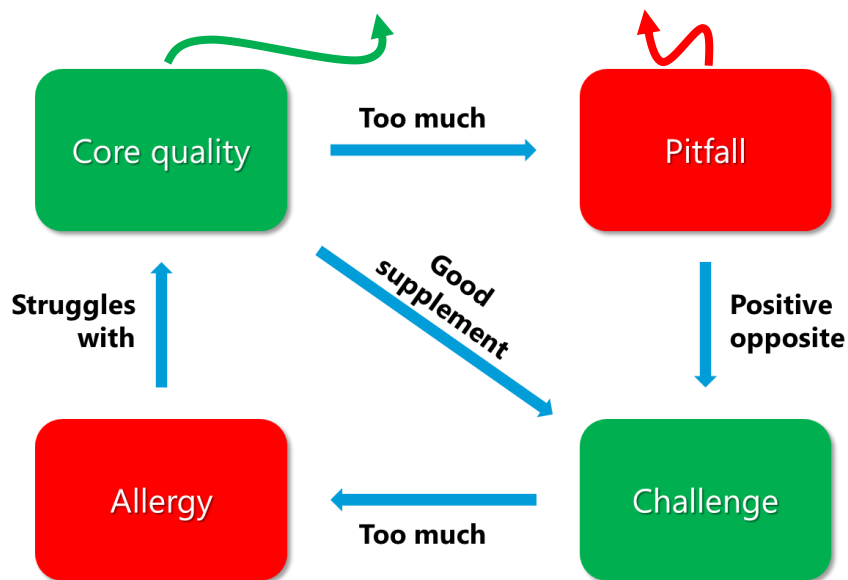 Core quality
Too much
Pitfall
Good
supplement
Struggles
with
Positive
opposite
Allergy
Too much
Challenge